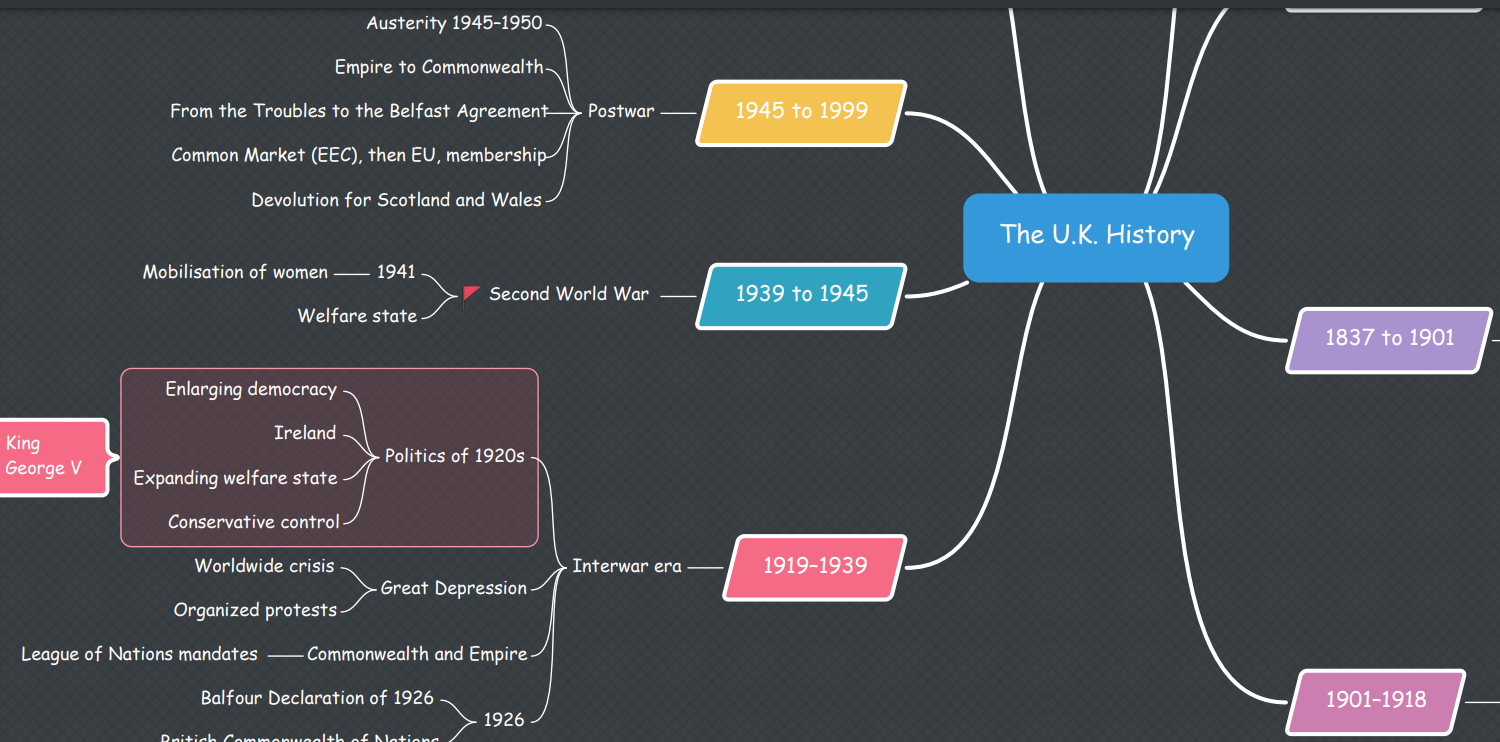 The U.K. History
1945 to 1999
Postwar
Austerity 1945–1950
Empire to Commonwealth
From the Troubles to the Belfast Agreement
Common Market (EEC), then EU, membership
Devolution for Scotland and Wales
1939 to 1945
Second World War
1941
Mobilisation of women
Welfare state
1919–1939
Interwar era
Politics of 1920s
Enlarging democracy
Ireland
Expanding welfare state
Conservative control
King
George V
Great Depression
Worldwide crisis
Organized protests
Commonwealth and Empire
League of Nations mandates
1926
Balfour Declaration of 1926
British Commonwealth of Nations
1837 to 1901
1901–1918